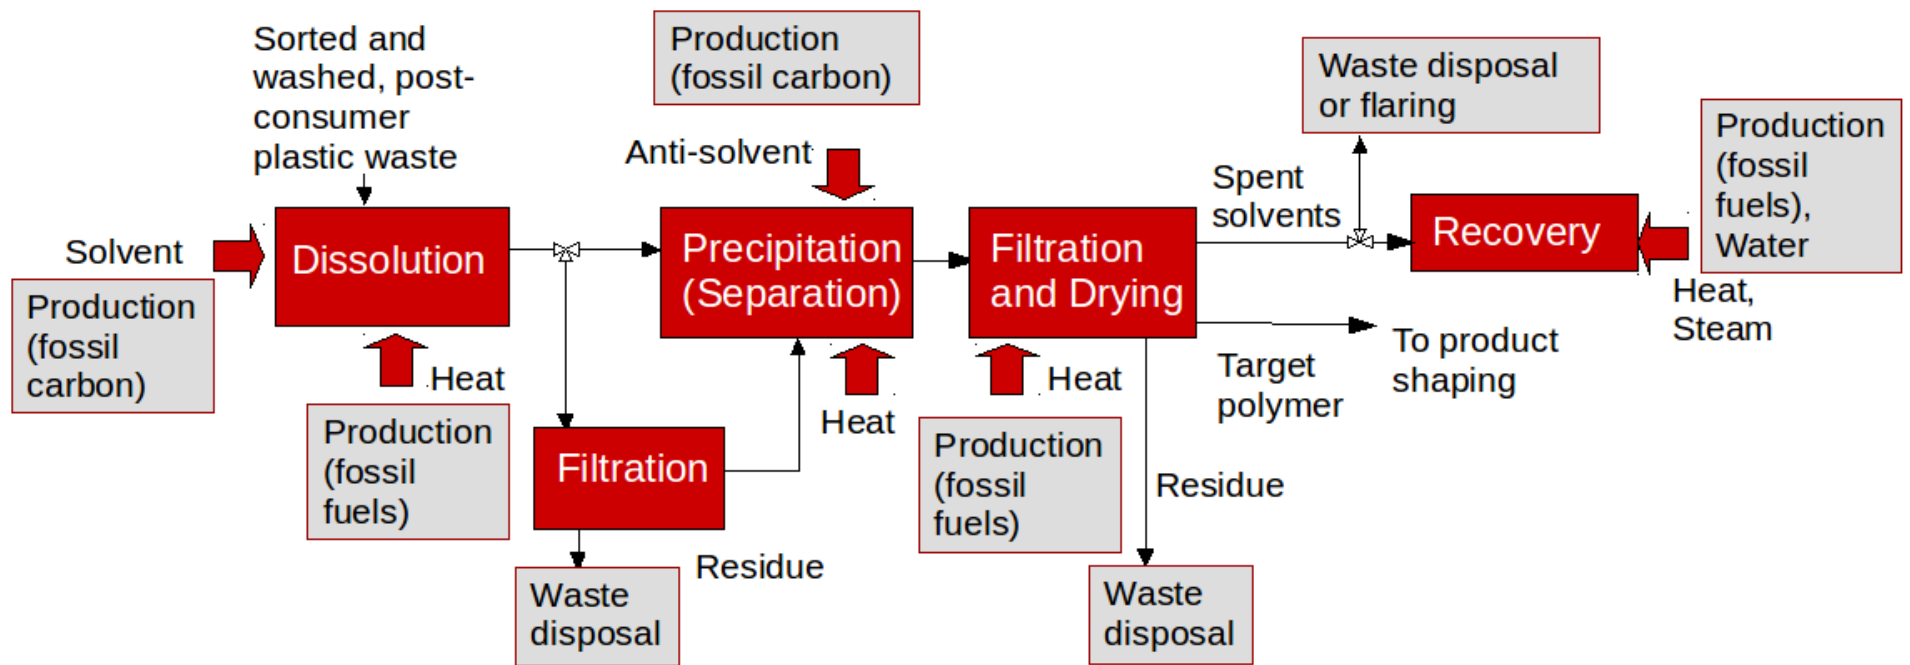 Sorted and
washed, post-
consumer
plastic waste
Production
(fossil carbon)
Waste disposal
or flaring
Production
(fossil
fuels),
Water
Anti-solvent
Spent
solvents
Solvent
Dissolution
Precipitation
(Separation)
Filtration
and Drying
Recovery
Production
(fossil
carbon)
Heat,
Steam
Heat
Heat
Heat
Target
polymer
To product
shaping
Production
(fossil
fuels)
Filtration
Production
(fossil
fuels)
Residue
Residue
Waste
disposal
Waste
disposal